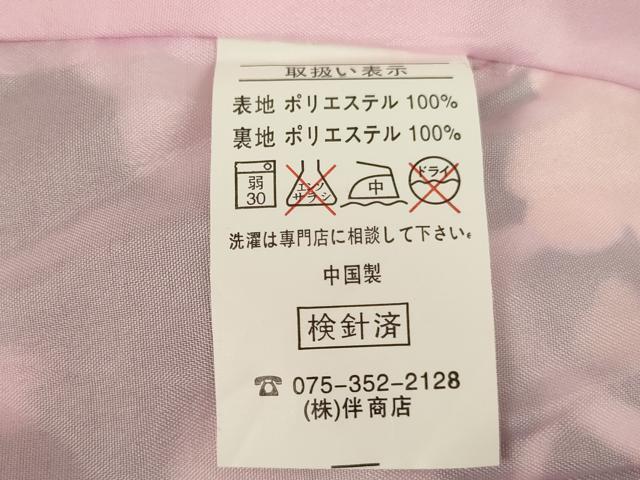 取扱い表示
表地 ポリエステル 100%
裏地 ポリエステル 100%
弱
30
エンソ
サラシ
中
ドライ
洗濯は専門店に相談して下さい。
中国製
検針済
☎ 075-352-2128
(株)伴商店